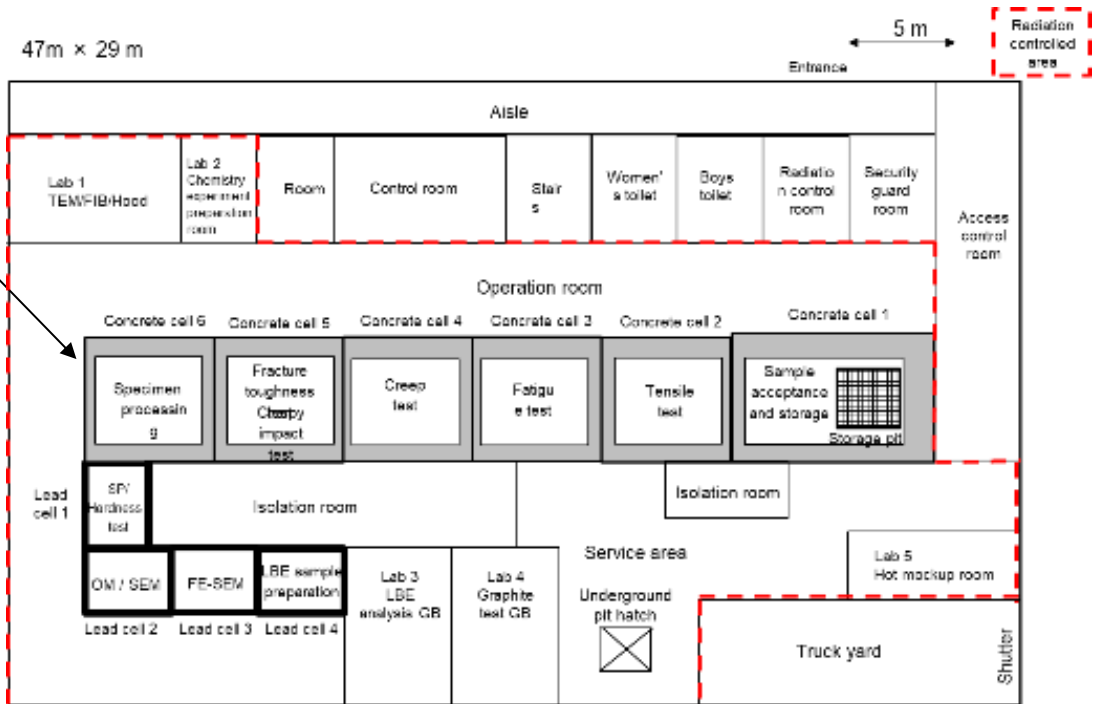 47m × 29 m
5 m
Radiation
controlled
area
Entrance
Aisle
Lab 1
TEM/FIB/Hood
Lab 2
Chemistry
experiment
preparation
room
Room
Control room
Stair
s
Women'
s toilet
Boys
toilet
Radiatio
n control
room
Security
guard
room
Access
control
room
Operation room
Concrete cell 6
Concrete cell 5
Concrete cell 4
Concrete cell 3
Concrete cell 2
Concrete cell 1
Specimen
processin
g
Fracture
toughness
test
Charpy
impact
test
Creep
test
Fatigu
e test
Tensile
test
Sample
acceptance
and storage
Storage pit
Lead
cell 1
SP/
Hardness
test
Isolation room
Isolation room
OM / SEM
FE-SEM
LBE sample
preparation
Lead cell 2
Lead cell 3
Lead cell 4
Lab 3
LBE
analysis GB
Lab 4
Graphite
test GB
Service area
Underground
pit hatch
Lab 5
Hot mockup room
Truck yard
Shutter